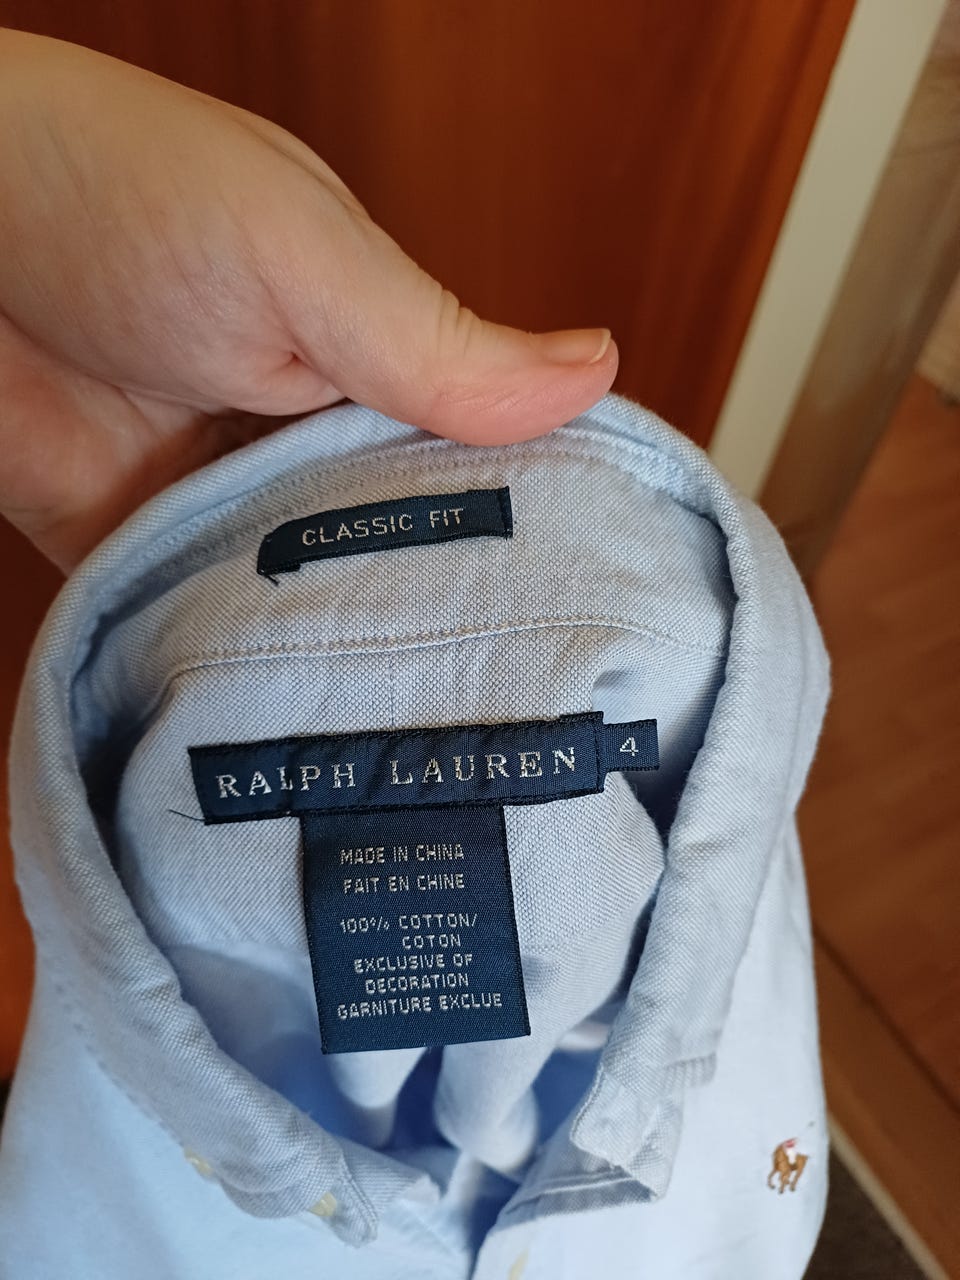 CLASSIC FIT
RALPH LAUREN 4
MADE IN CHINA
FAIT EN CHINE
100% COTTON/
COTON
EXCLUSIVE OF
DECORATION
GARNITURE EXCLUE